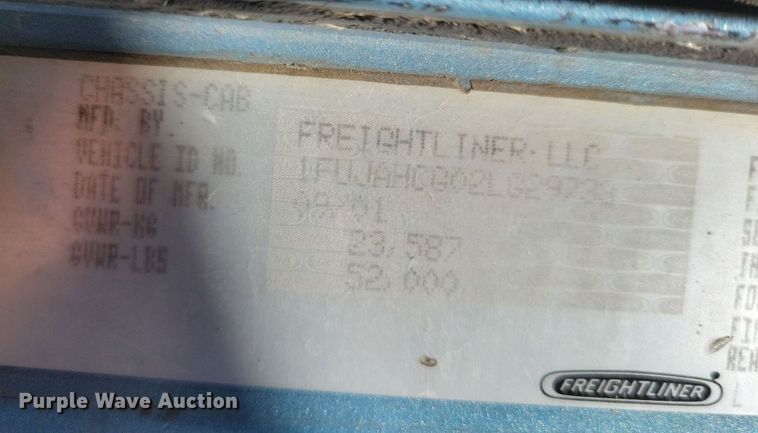 CHASSIS-CAB
MFD. BY FREIGHTLINER LLC
VEHICLE ID NO.
DATE OF MFR.
GVWR-KG 23,587
GVWR-LBS 52,000
FREIGHTLINER
Purple Wave Auction